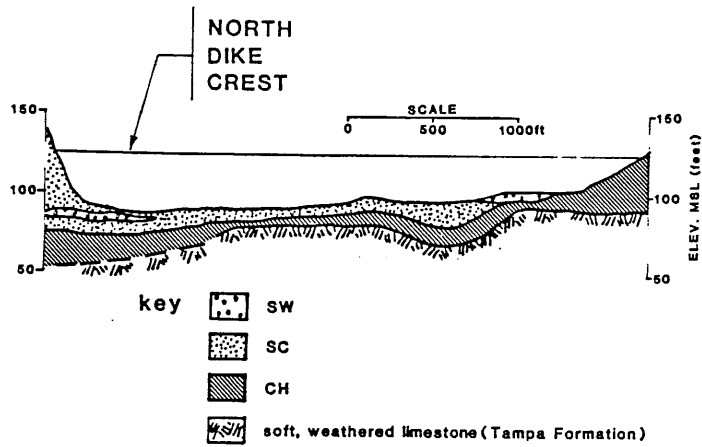 NORTH
DIKE
CREST
SCALE
0 500 1000ft
150
100
50
150
100
50
ELEV. MSL (feet)
key
SW
SC
CH
soft, weathered limestone (Tampa Formation)